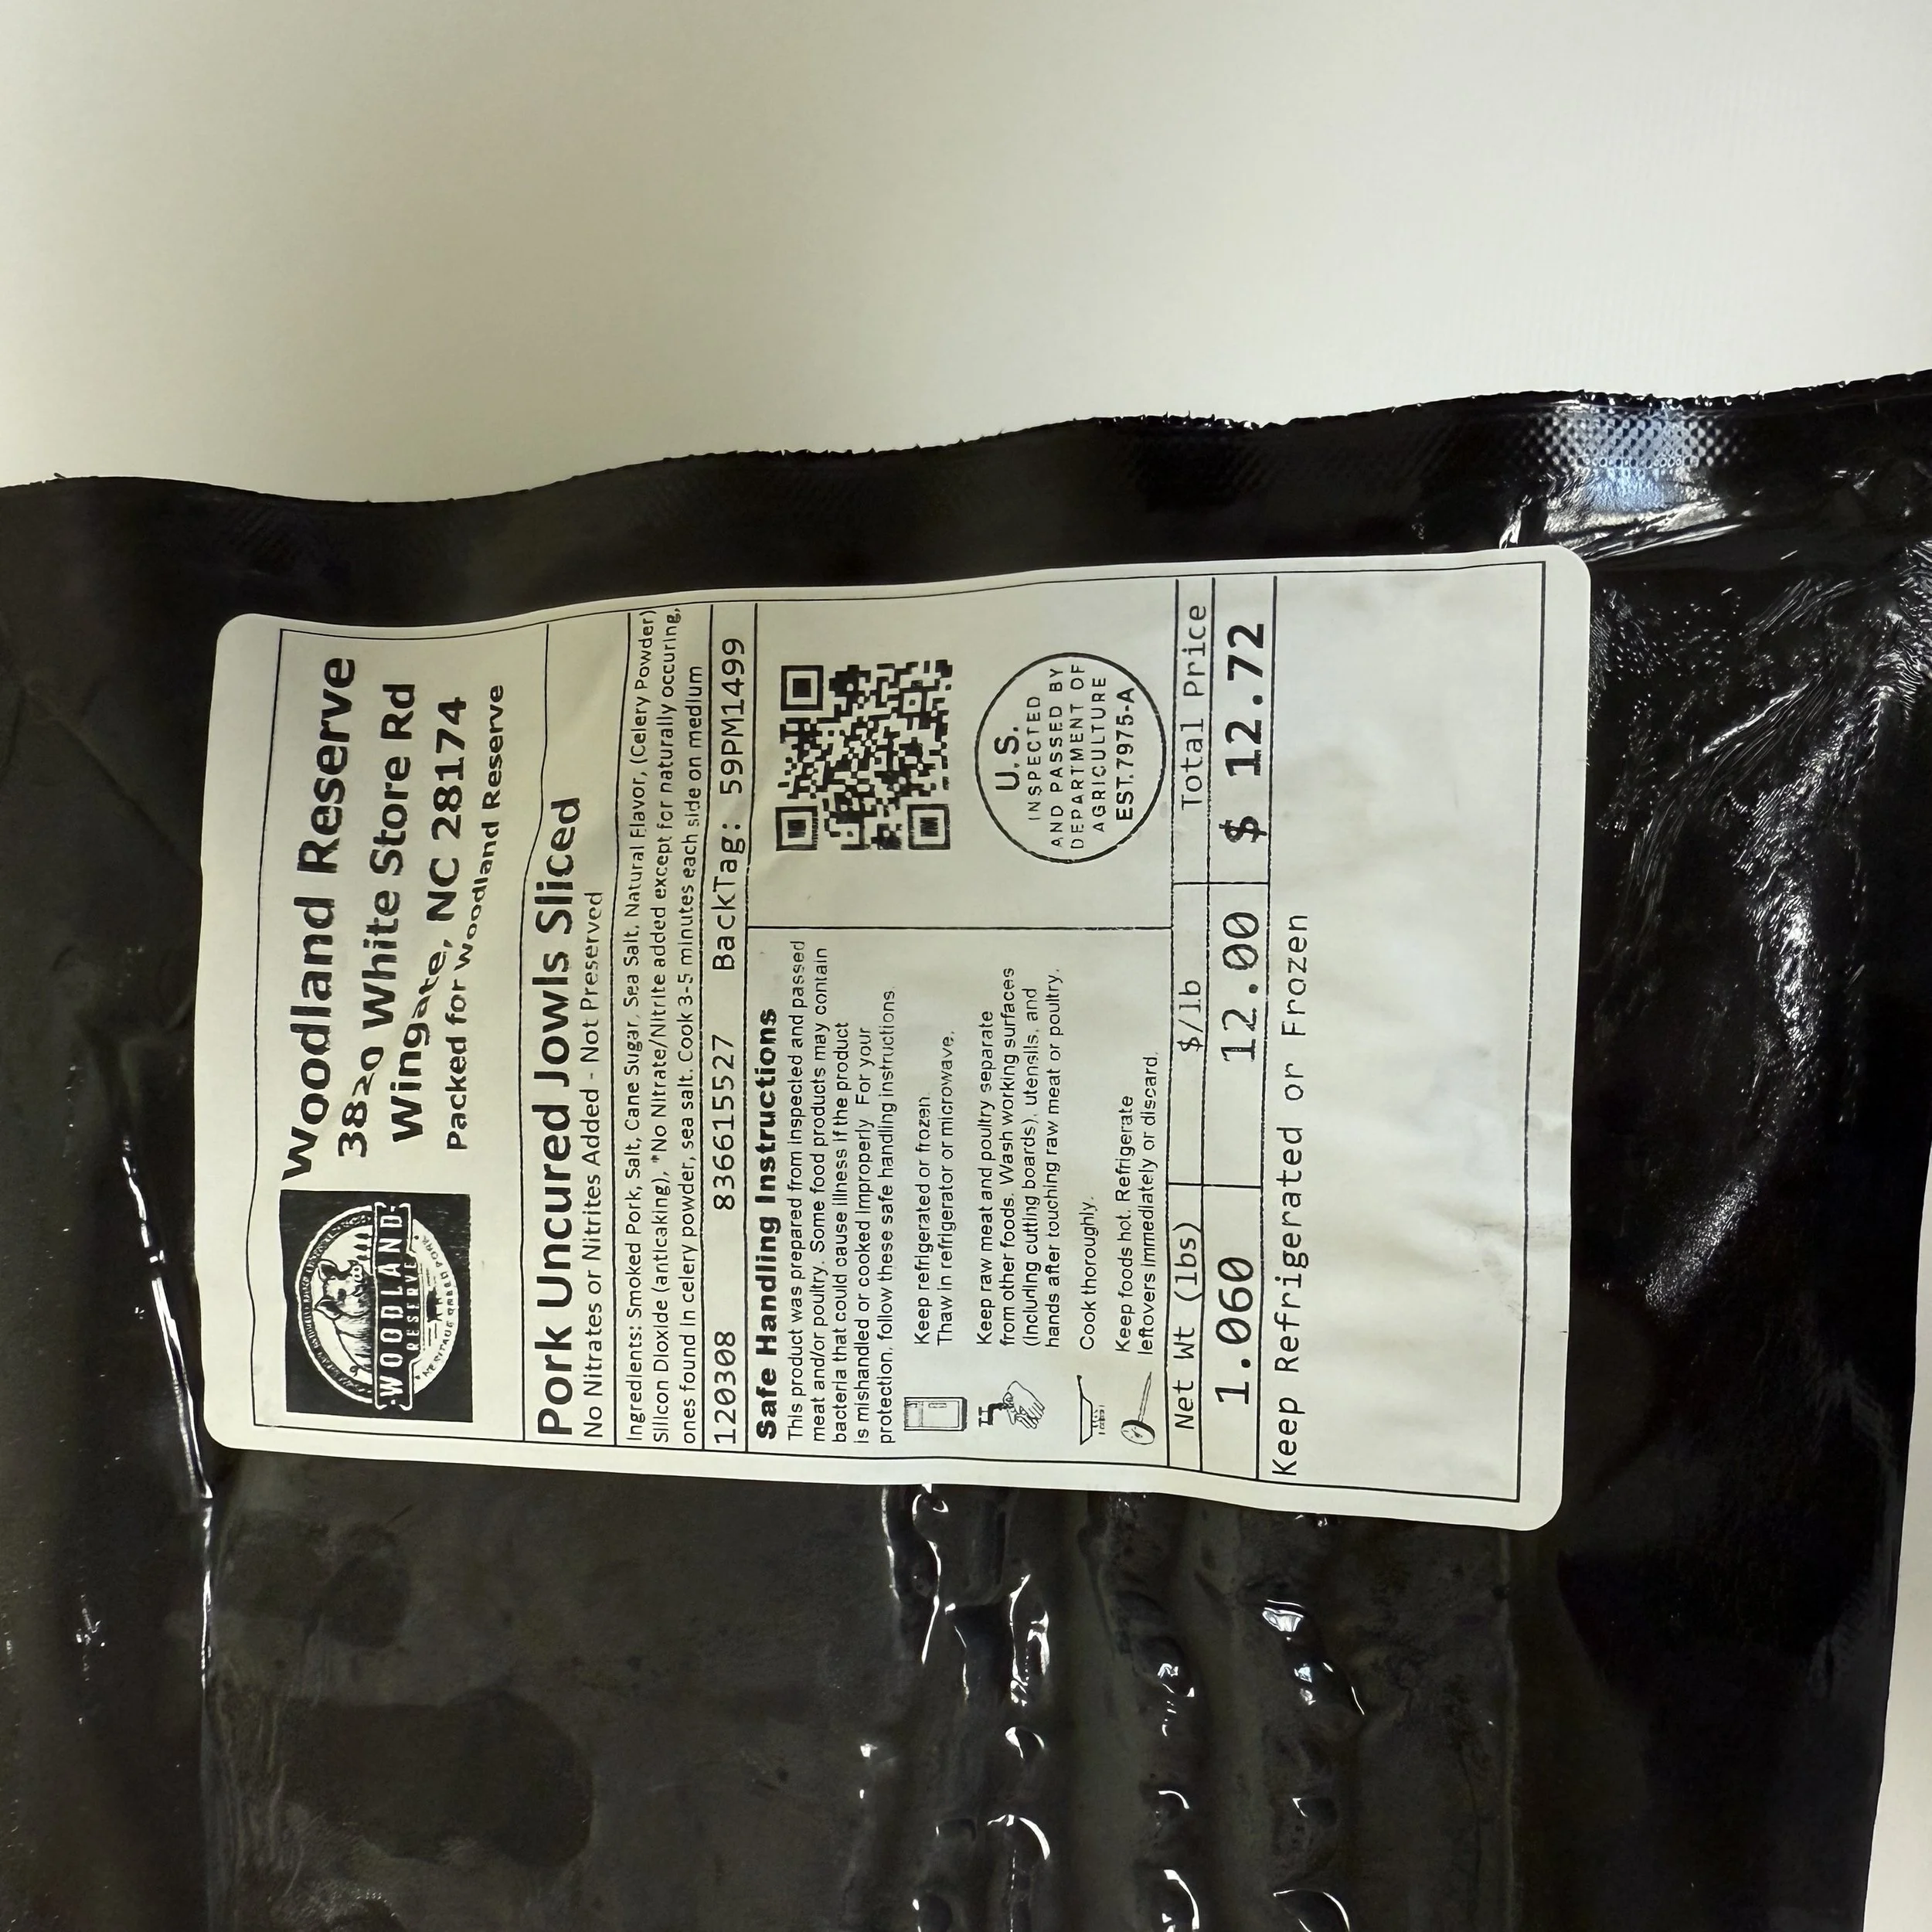 Woodland Reserve
3820 White Store Rd
Wingate, NC 28174
Packed for Woodland Reserve
WOODLAND
RESERVE
Pork Uncured Jowls Sliced
No Nitrates or Nitrites Added - Not Preserved
Ingredients: Smoked Pork, Salt, Cane Sugar, Sea Salt, Natural Flavor, (Celery Powder)
Silicon Dioxide (anticaking), *No Nitrate/Nitrite added except for naturally occuring,
ones found in celery powder, sea salt. Cook 3-5 minutes each side on medium
120308 836615527 BackTag: 59PM1499
Safe Handling Instructions
This product was prepared from inspected and passed
meat and/or poultry. Some food products may contain
bacteria that could cause illness if the product
is mishandled or cooked improperly. For your
protection, follow these safe handling instructions.
Keep refrigerated or frozen.
Thaw in refrigerator or microwave.
Keep raw meat and poultry separate
from other foods. Wash working surfaces
(including cutting boards), utensils, and
hands after touching raw meat or poultry.
Cook thoroughly.
Keep foods hot. Refrigerate
leftovers immediately or discard.
U.S.
INSPECTED
AND PASSED BY
DEPARTMENT OF
AGRICULTURE
EST.7975-A
Net Wt (lbs) $/lb Total Price
1.060 12.00 $ 12.72
Keep Refrigerated or Frozen